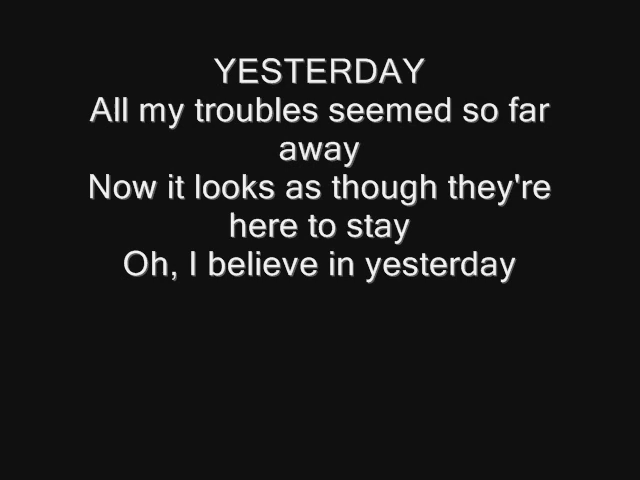 YESTERDAY
All my troubles seemed so far
away
Now it looks as though they're
here to stay
Oh, I believe in yesterday